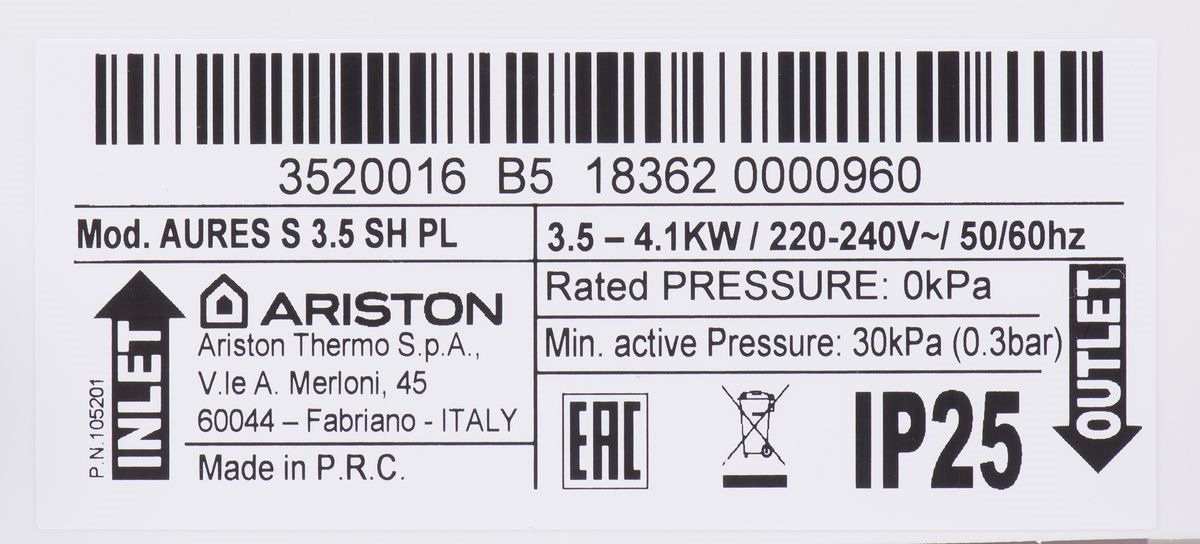 3520016 B5 18362 0000960
Mod. AURES S 3.5 SH PL
3.5 – 4.1KW / 220-240V~/ 50/60hz
INLET
P.N.105201
ARISTON
Ariston Thermo S.p.A.,
V.le A. Merloni, 45
60044 – Fabriano - ITALY
Made in P.R.C.
Rated PRESSURE: 0kPa
Min. active Pressure: 30kPa (0.3bar)
EAC
IP25
OUTLET